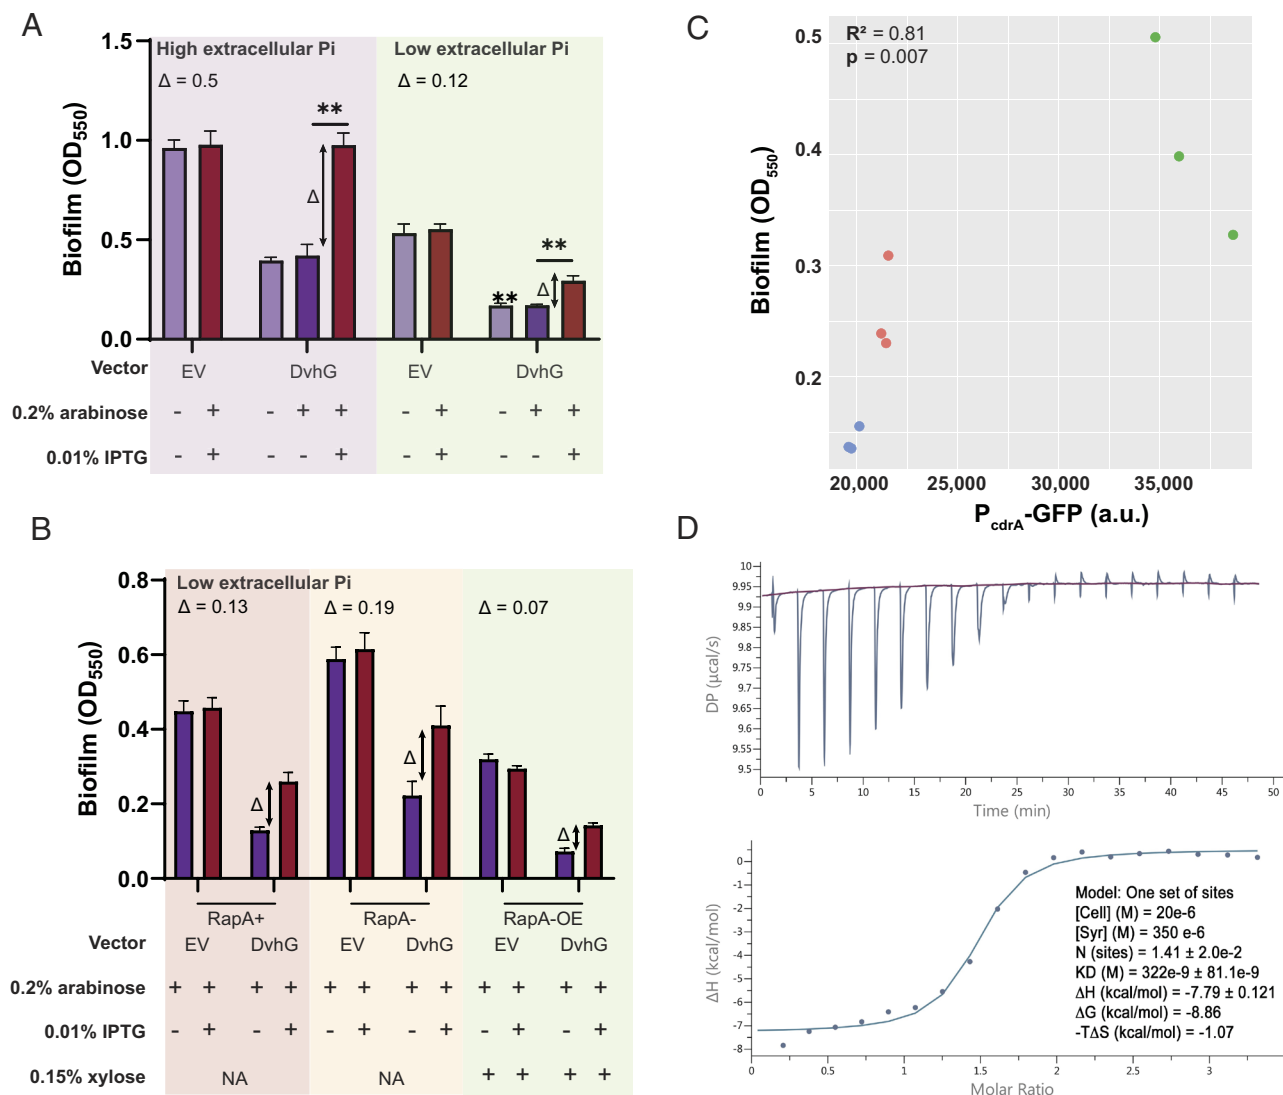 A
High extracellular Pi
Low extracellular Pi
Δ = 0.5
Δ = 0.12
Biofilm (OD550)
1.5
1.0
0.5
0.0
**
Δ
**
**
Δ
Vector EV DvhG EV DvhG
0.2% arabinose - + - + + - + - + +
0.01% IPTG - + - - + - + - - +
B
Low extracellular Pi
Δ = 0.13 Δ = 0.19 Δ = 0.07
Biofilm (OD550)
0.8
0.6
0.4
0.2
0.0
Δ
Δ
Δ
RapA+ RapA- RapA-OE
Vector EV DvhG EV DvhG EV DvhG
0.2% arabinose + + + + + + + + + + + +
0.01% IPTG - + - + - + - + - + - +
0.15% xylose NA NA + + + +
C
R² = 0.81
p = 0.007
Biofilm (OD550)
0.5
0.4
0.3
0.2
20,000 25,000 30,000 35,000
PcdrA-GFP (a.u.)
D
DP (µcal/s)
10
9.95
9.9
9.85
9.8
9.75
9.7
9.65
9.6
9.55
9.5
0 5 10 15 20 25 30 35 40 45 50
Time (min)
ΔH (kcal/mol)
0
-1
-2
-3
-4
-5
-6
-7
-8
Model: One set of sites
[Cell] (M) = 20e-6
[Syr] (M) = 350 e-6
N (sites) = 1.41 ± 2.0e-2
KD (M) = 322e-9 ± 81.1e-9
ΔH (kcal/mol) = -7.79 ± 0.121
ΔG (kcal/mol) = -8.86
-TΔS (kcal/mol) = -1.07
0 0.5 1 1.5 2 2.5 3
Molar Ratio